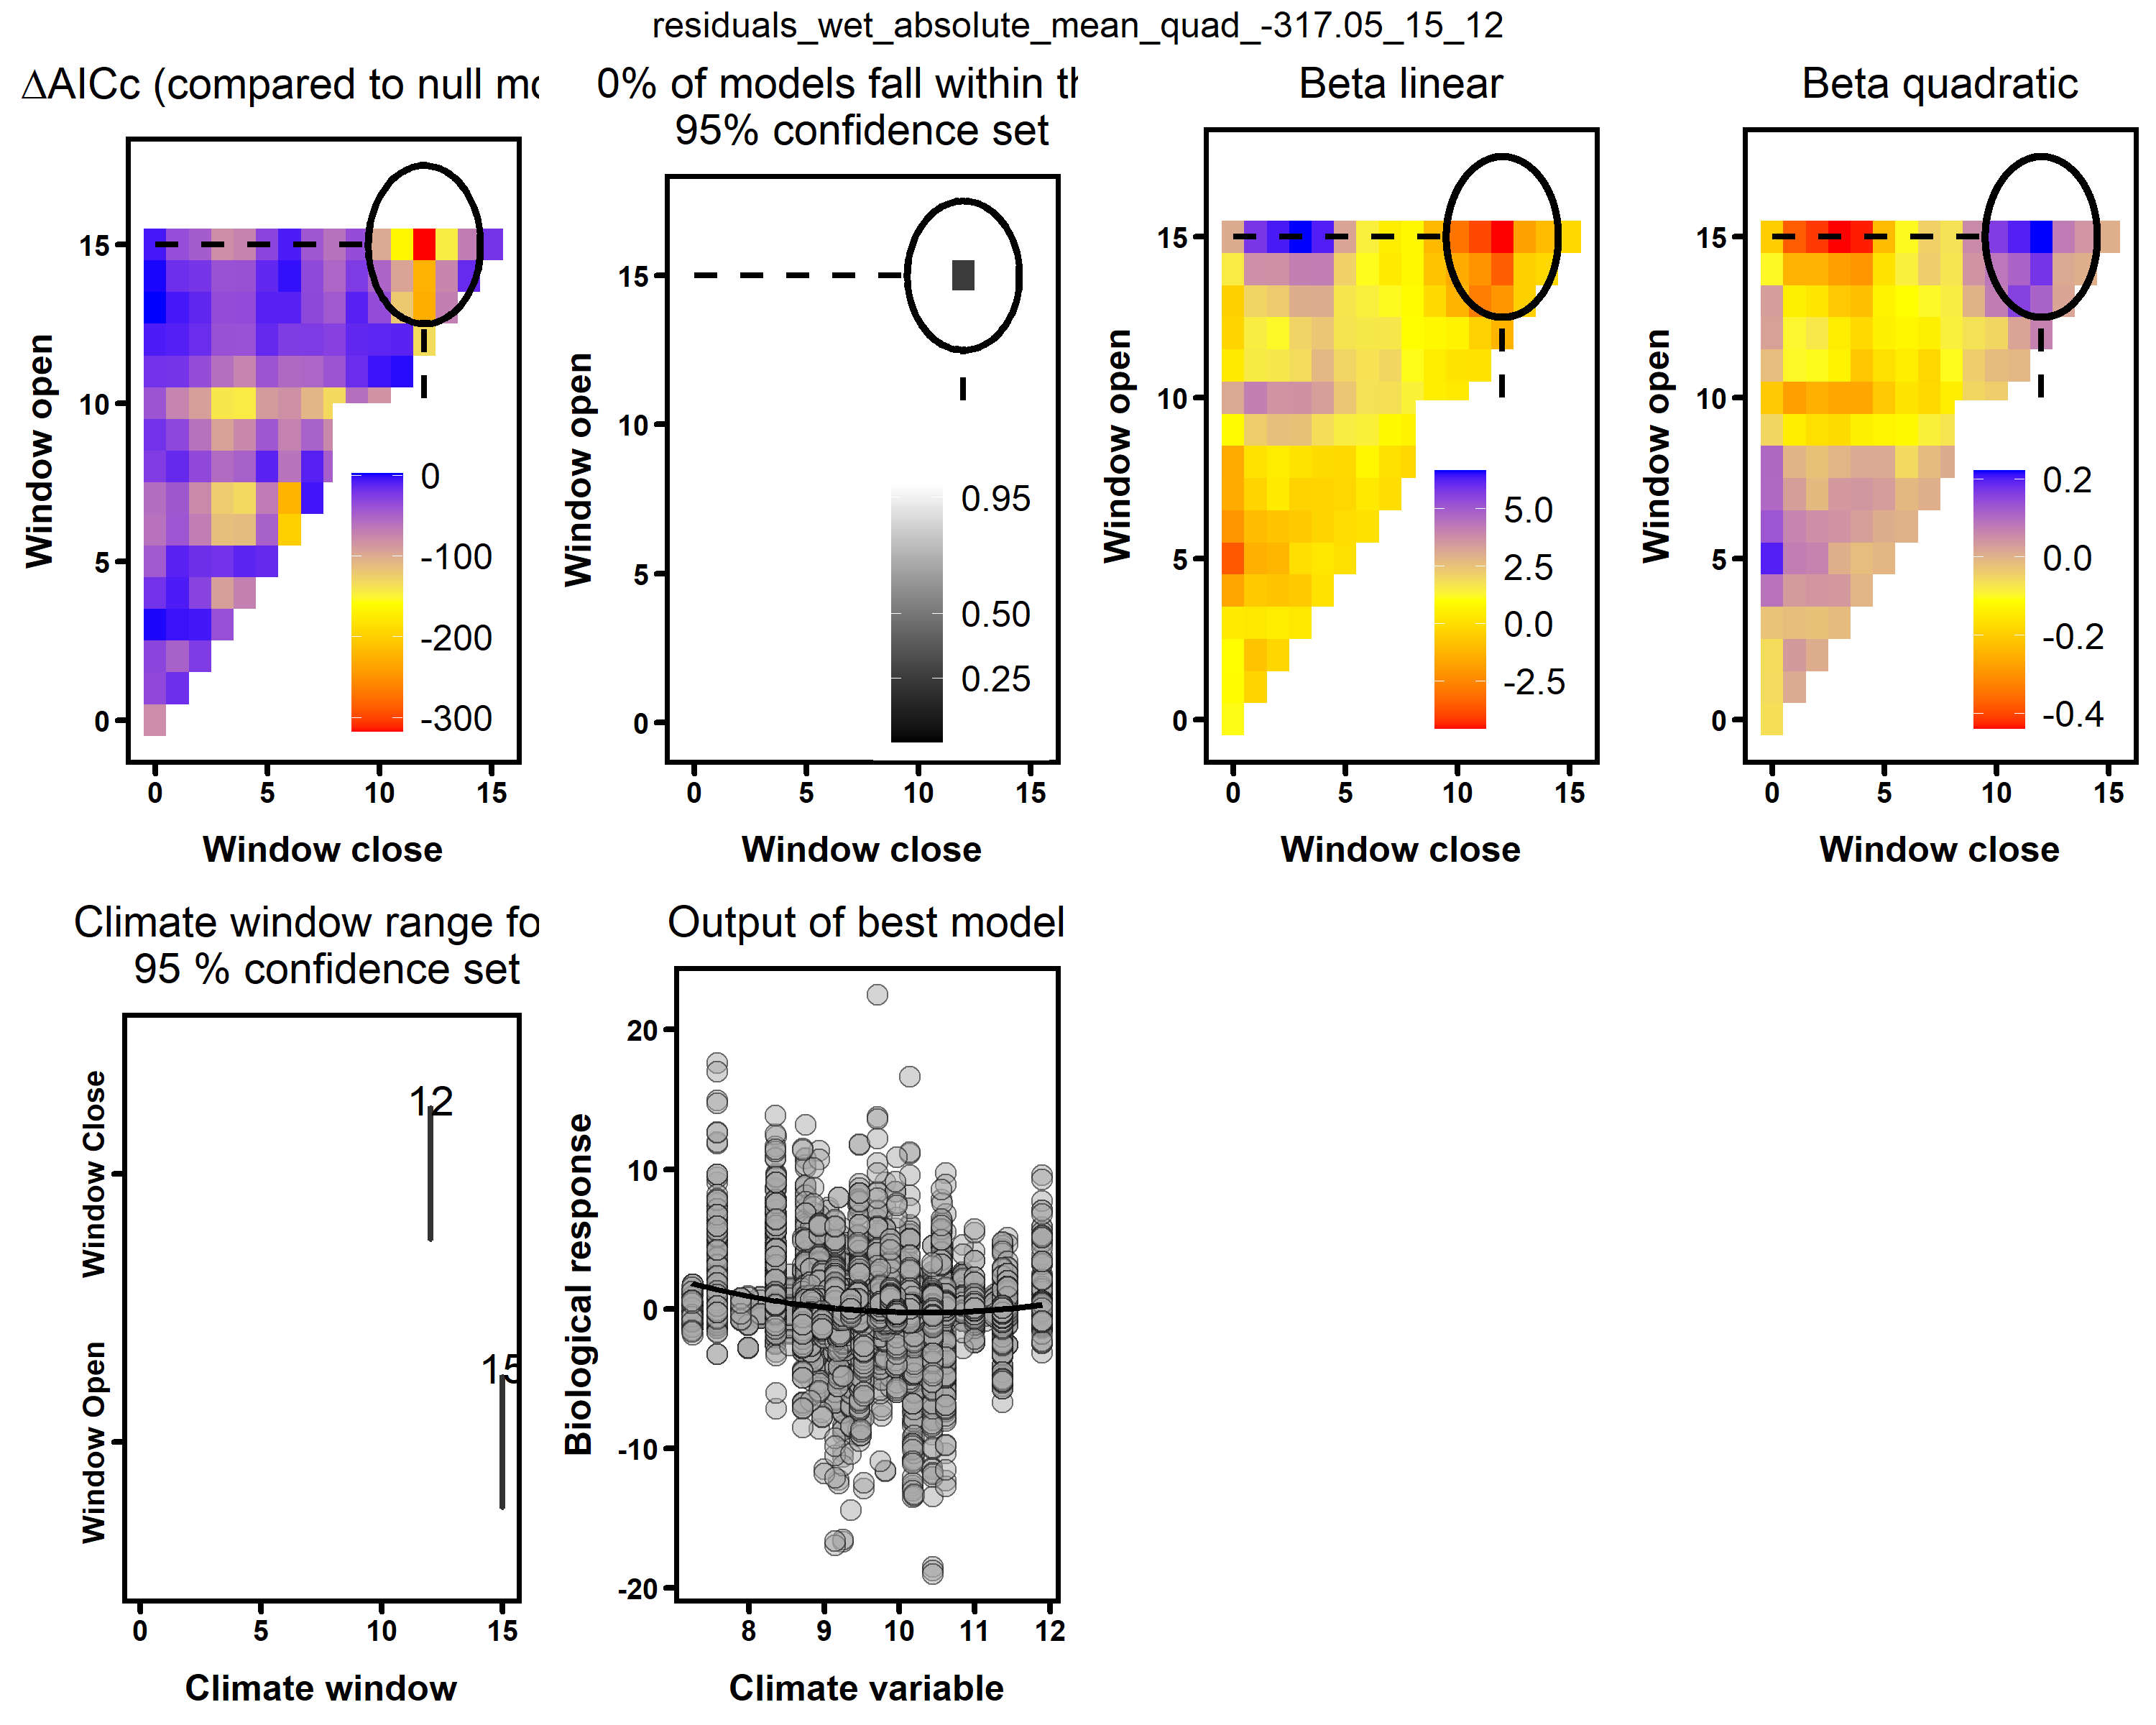 residuals_wet_absolute_mean_quad_-317.05_15_12
ΔAICc (compared to null mo
15
10
5
0
0
5
10
15
Window open
Window close
0
-100
-200
-300
0% of models fall within th
95% confidence set
15
10
5
0
0
5
10
15
Window open
Window close
0.95
0.50
0.25
Beta linear
15
10
5
0
0
5
10
15
Window open
Window close
5.0
2.5
0.0
-2.5
Beta quadratic
15
10
5
0
0
5
10
15
Window open
Window close
0.2
0.0
-0.2
-0.4
Climate window range fo
95 % confidence set
Window Close
Window Open
12
15
0
5
10
15
Climate window
Output of best model
20
10
0
-10
-20
8
9
10
11
12
Biological response
Climate variable